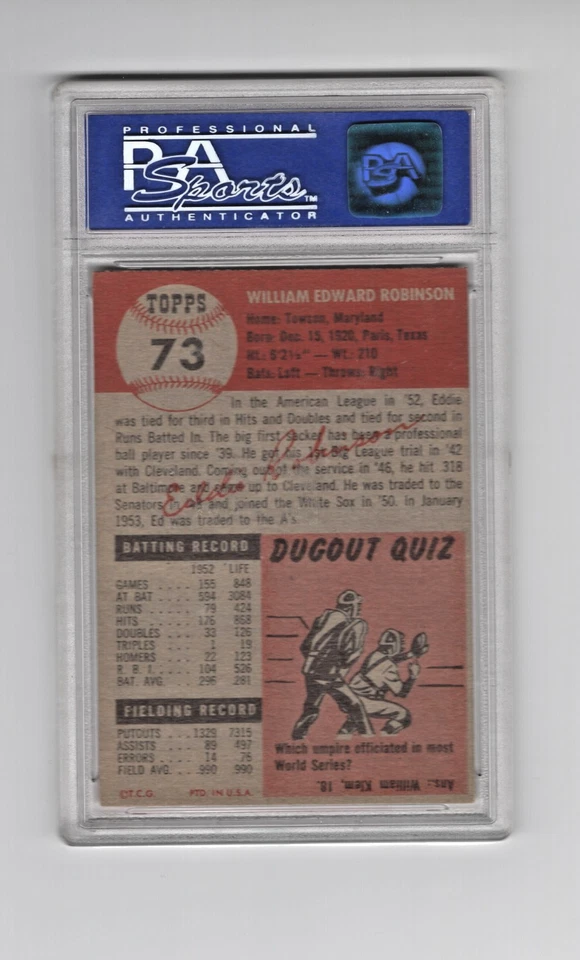 PROFESSIONAL
PSA
Sports™
AUTHENTICATOR
PSA
TOPPS
73
WILLIAM EDWARD ROBINSON
Home: Towson, Maryland
Born: Dec. 15, 1920, Paris, Texas
Ht.: 6'2½" — Wt.: 210
Bats: Left — Throws: Right
In the American League in '52, Eddie
was tied for third in Hits and Doubles and tied for second in
Runs Batted In. The big first sacker has been a professional
ball player since '39. He got his 1st Big League trial in '42
with Cleveland. Coming out of the service in '46, he hit .318
at Baltimore and came up to Cleveland. He was traded to the
Senators in and joined the White Sox in '50. In January
1953, Ed was traded to the A's.
Eddie Robinson
BATTING RECORD
1952 LIFE
GAMES .... 155 848
AT BAT .... 594 3084
RUNS .... 79 424
HITS .... 176 868
DOUBLES .... 33 126
TRIPLES .... 1 19
HOMERS .... 22 123
R. B. I. .... 104 526
BAT. AVG. .... 296 281
FIELDING RECORD
PUTOUTS .... 1329 7315
ASSISTS .... 89 497
ERRORS .... 14 76
FIELD AVG. .... .990 .990
©T.C.G. PTD. IN U.S.A.
DUGOUT QUIZ
Which umpire officiated in most
World Series?
Ans.: William Klem, 18.